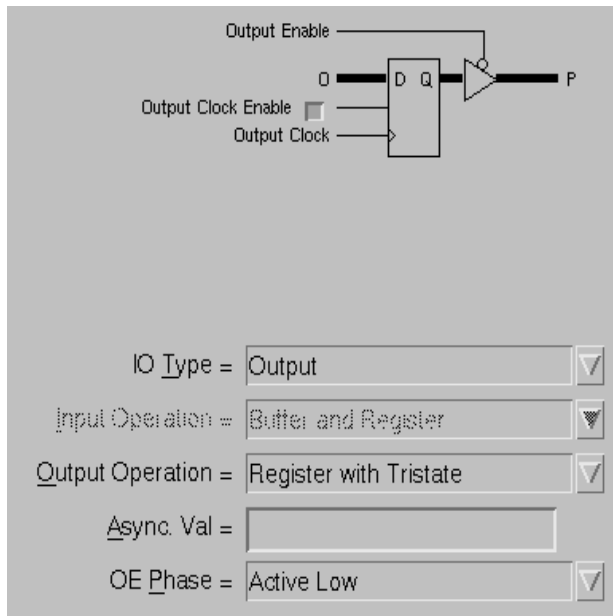 Output Enable
O D Q P
Output Clock Enable
Output Clock
IO Type = Output
Input Operation = Buffer and Register
Output Operation = Register with Tristate
Async. Val =
OE Phase = Active Low